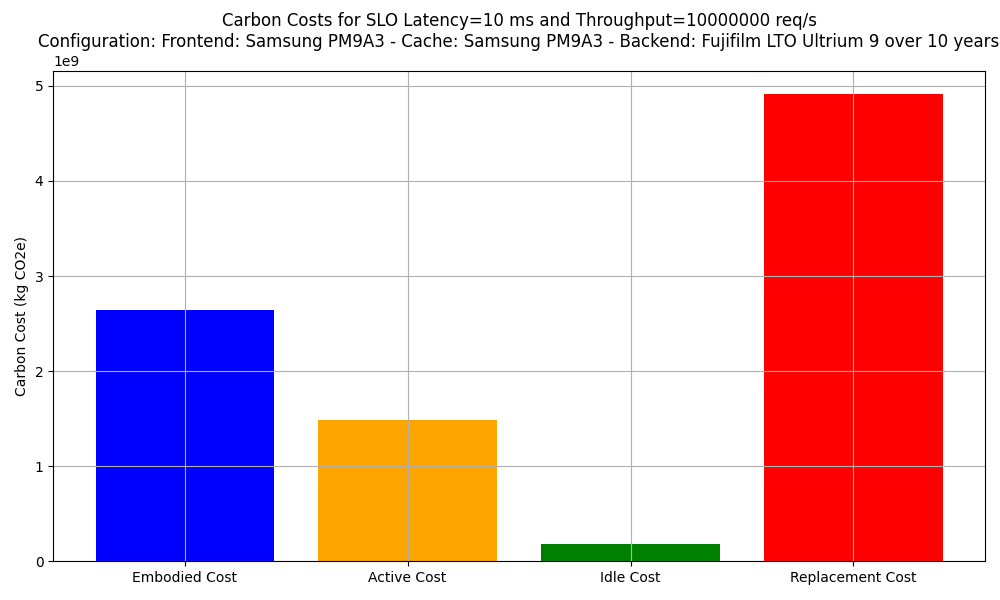 Carbon Costs for SLO Latency=10 ms and Throughput=10000000 req/s
Configuration: Frontend: Samsung PM9A3 - Cache: Samsung PM9A3 - Backend: Fujifilm LTO Ultrium 9 over 10 years
1e9
5
4
3
2
1
0
Carbon Cost (kg CO2e)
Embodied Cost
Active Cost
Idle Cost
Replacement Cost